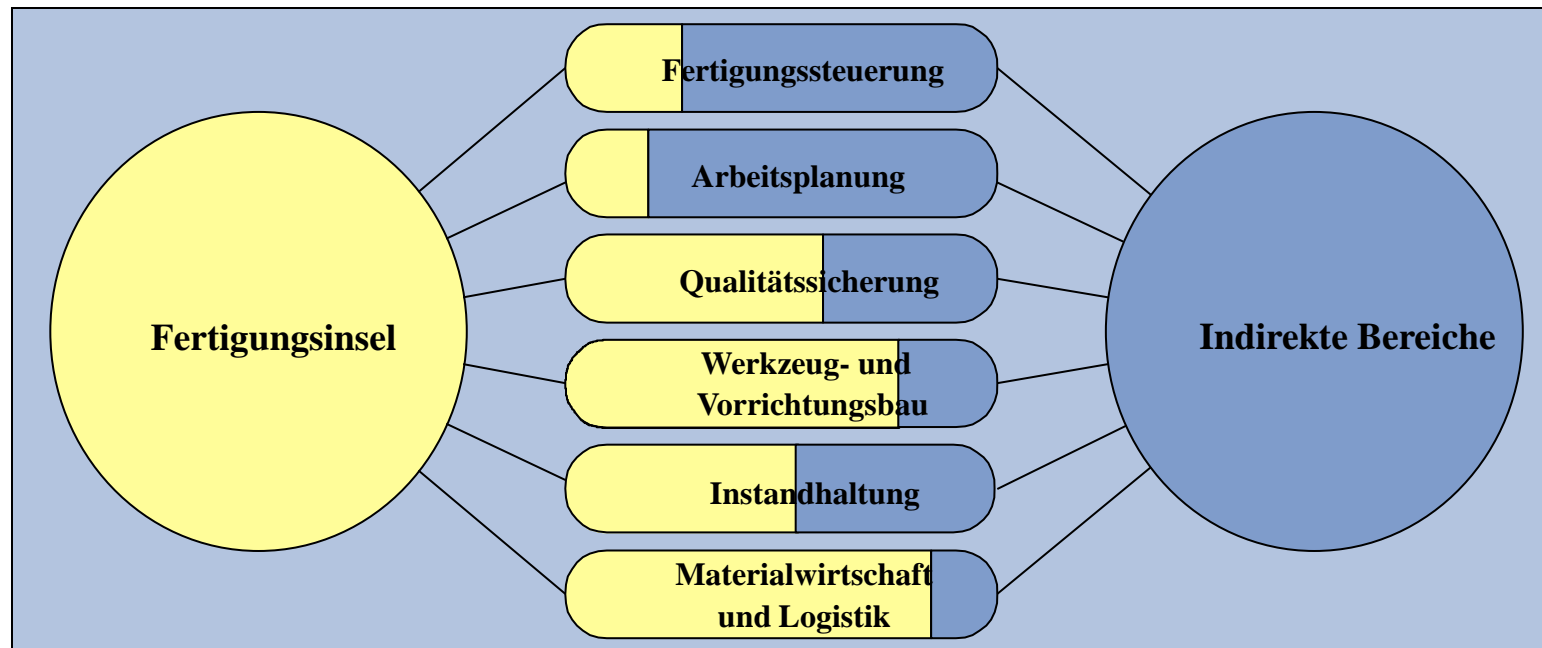 Fertigungssteuerung
Arbeitsplanung
Qualitätssicherung
Fertigungsinsel
Indirekte Bereiche
Werkzeug- und
Vorrichtungsbau
Instandhaltung
Materialwirtschaft
und Logistik